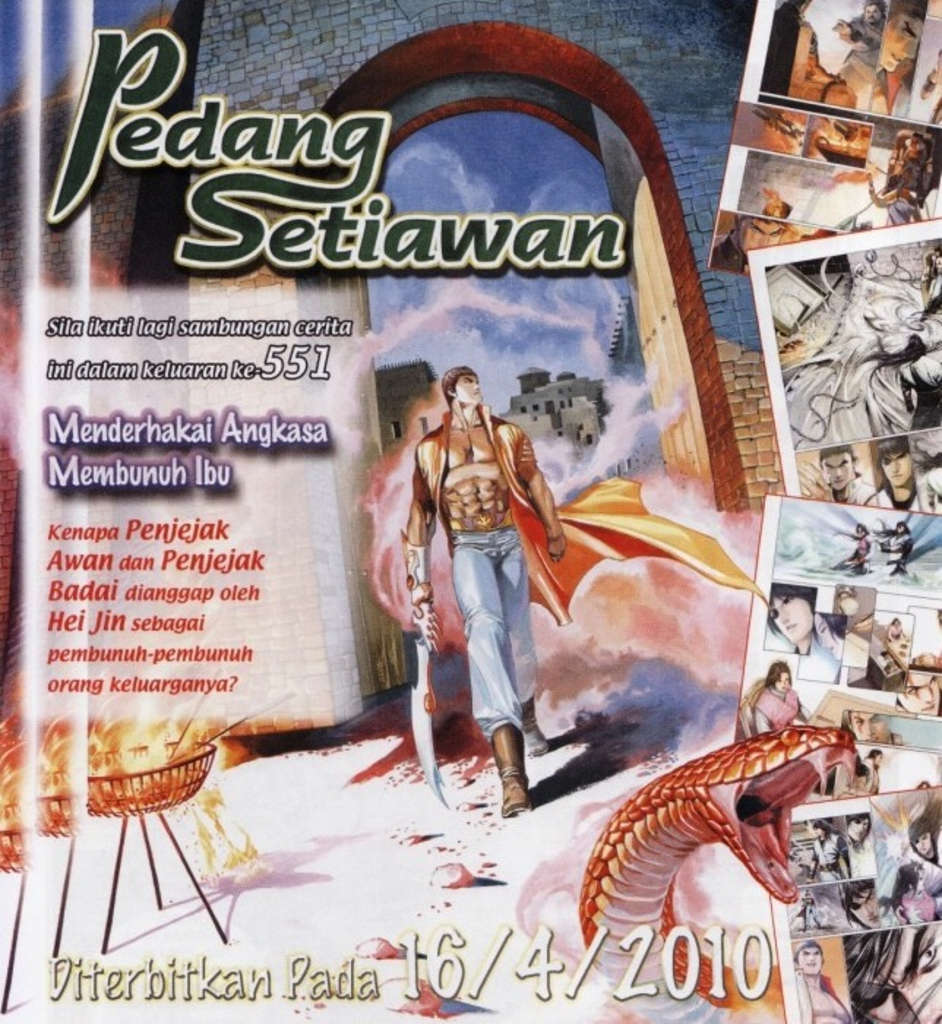 Pedang
Setiawan
Sila ikuti lagi sambungan cerita
ini dalam keluaran ke-551
Menderhakai Angkasa
Membunuh Ibu
Kenapa Penjejak
Awan dan Penjejak
Badai dianggap oleh
Hei Jin sebagai
pembunuh-pembunuh
orang keluarganya?
Diterbitkan Pada 16/4/2010